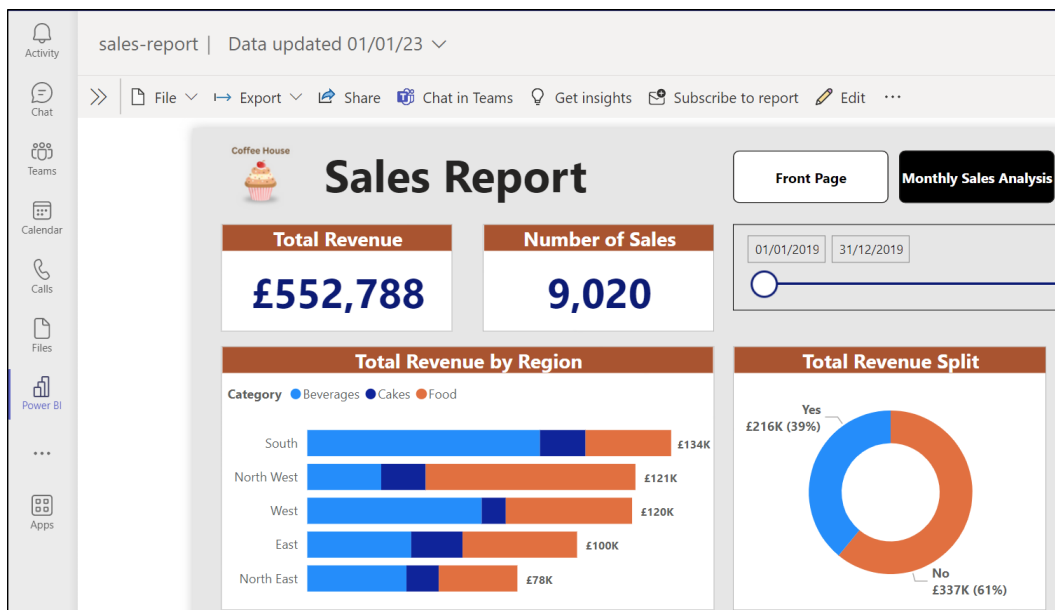 Activity
Chat
Teams
Calendar
Calls
Files
Power BI
Apps
sales-report | Data updated 01/01/23
File Export Share Chat in Teams Get insights Subscribe to report Edit ...
Coffee House
Sales Report
Front Page
Monthly Sales Analysis
Total Revenue
£552,788
Number of Sales
9,020
01/01/2019 31/12/2019
Total Revenue by Region
Category Beverages Cakes Food
South £134K
North West £121K
West £120K
East £100K
North East £78K
Total Revenue Split
Yes
£216K (39%)
No
£337K (61%)